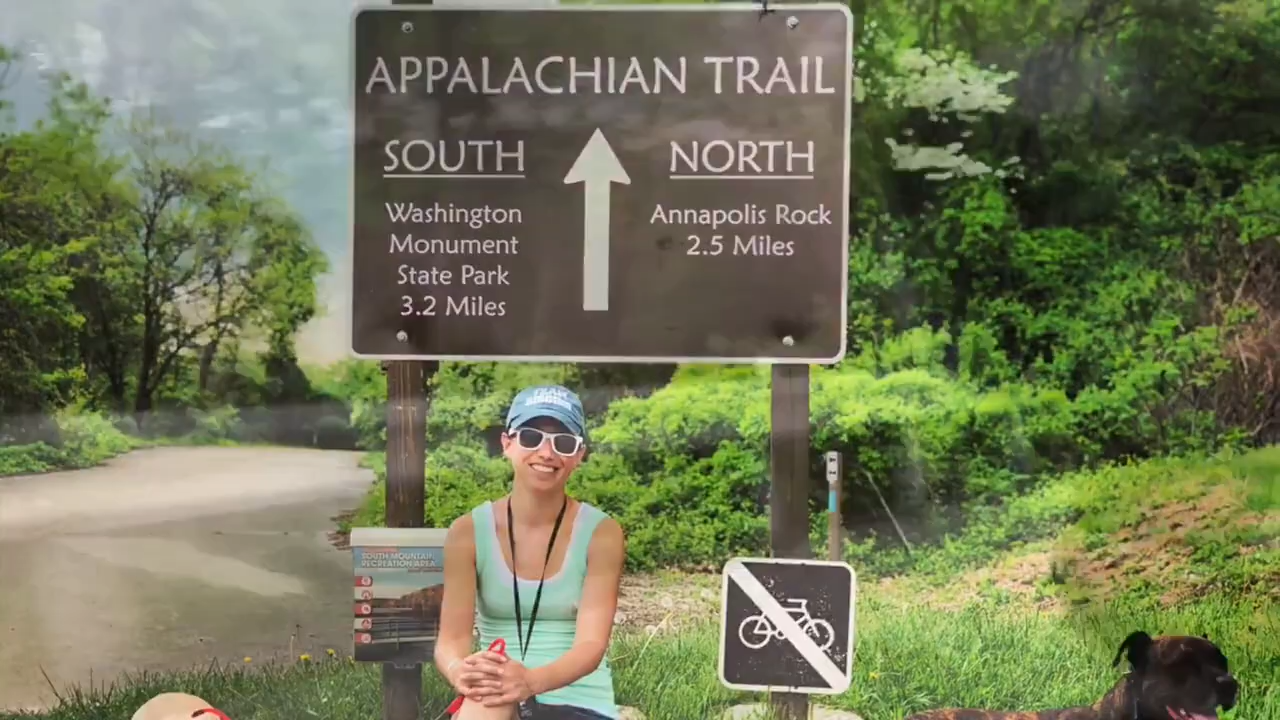 APPALACHIAN TRAIL
SOUTH
Washington
Monument
State Park
3.2 Miles
NORTH
Annapolis Rock
2.5 Miles
SOUTH MOUNTAIN
RECREATION AREA